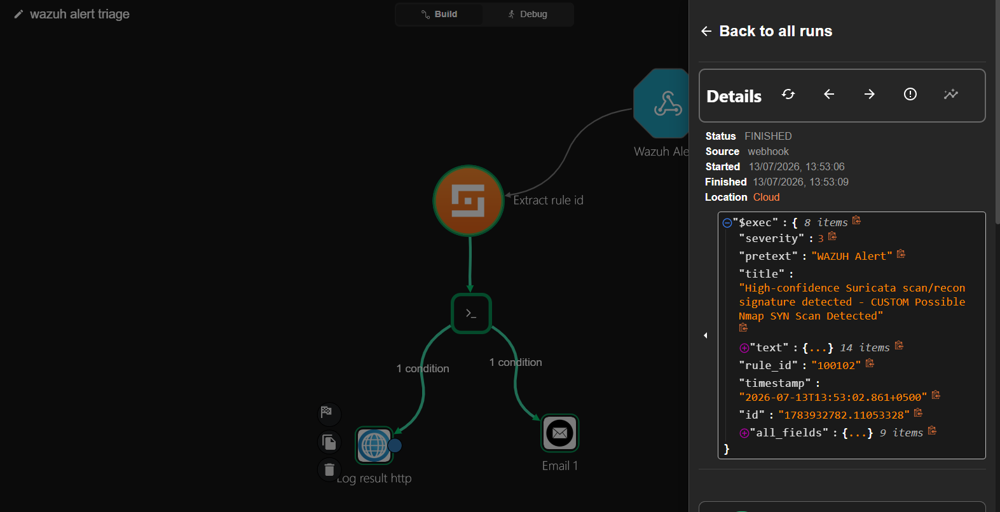 wazuh alert triage
Build
Debug
Wazuh Ale
Extract rule id
>_
1 condition
1 condition
Log result http
Email 1
Back to all runs
Details
Status FINISHED
Source webhook
Started 13/07/2026, 13:53:06
Finished 13/07/2026, 13:53:09
Location Cloud
"$exec" : { 8 items
"severity" : 3
"pretext" : "WAZUH Alert"
"title" :
"High-confidence Suricata scan/recon
signature detected - CUSTOM Possible
Nmap SYN Scan Detected"
"text" : {...} 14 items
"rule_id" : "100102"
"timestamp" :
"2026-07-13T13:53:02.861+0500"
"id" : "1783932782.11053328"
"all_fields" : {...} 9 items
}